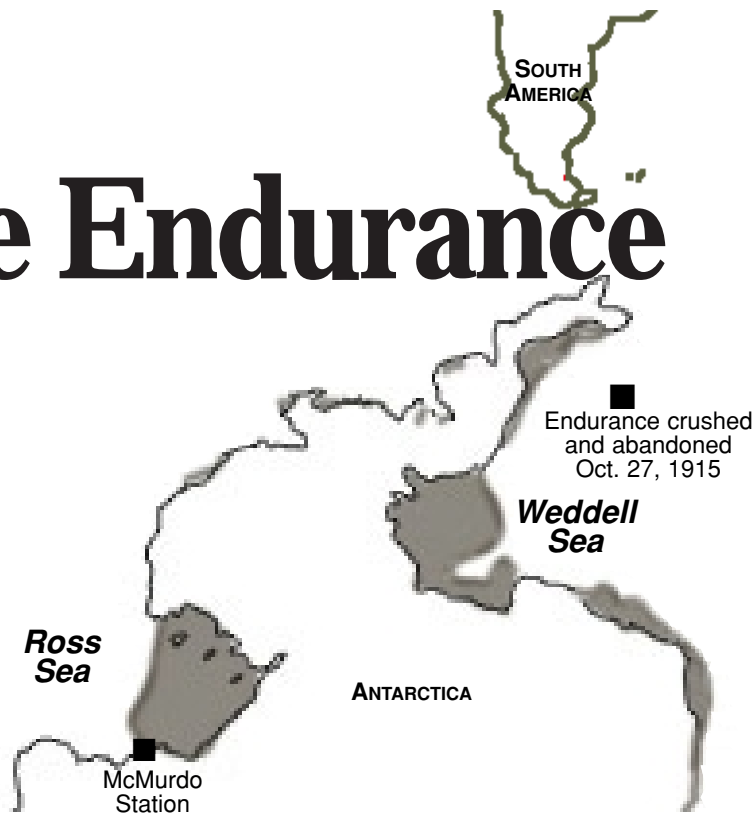 SOUTH
AMERICA
e Endurance
Endurance crushed
and abandoned
Oct. 27, 1915
Weddell
Sea
Ross
Sea
ANTARCTICA
McMurdo
Station